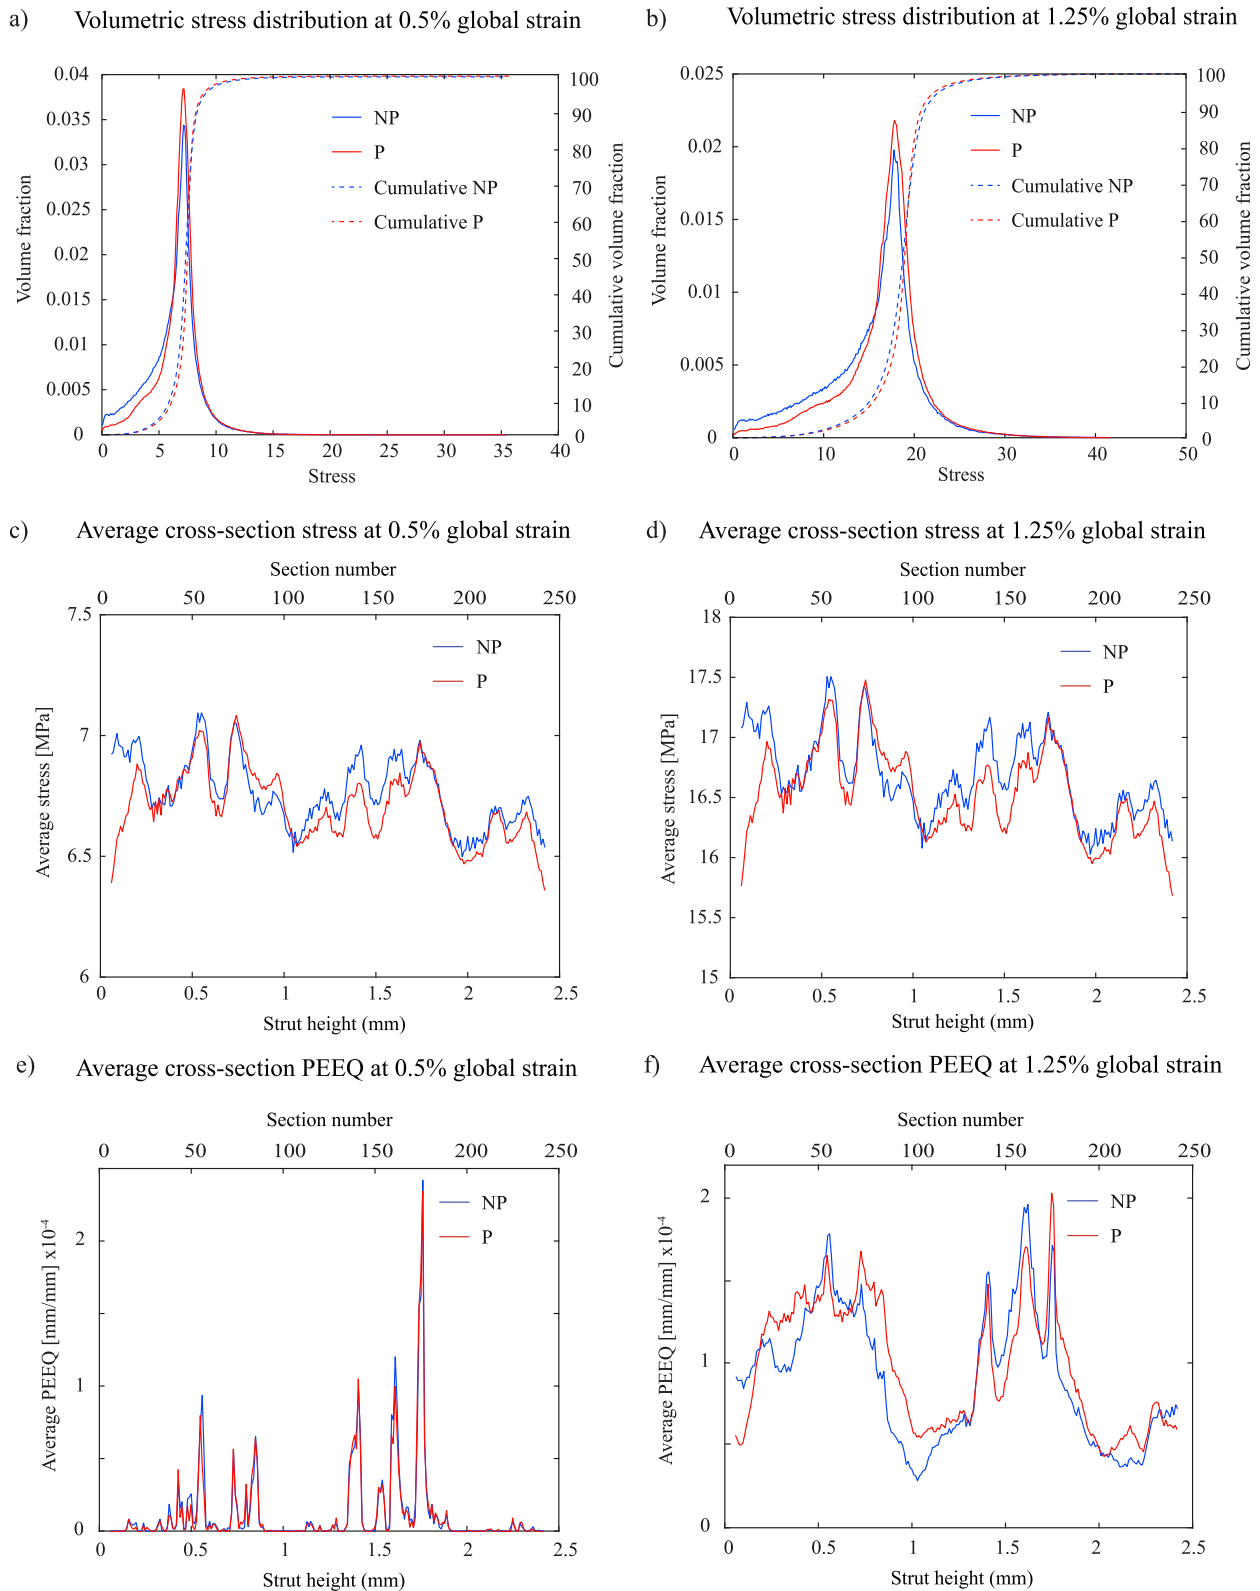 a) Volumetric stress distribution at 0.5% global strain
0.04
0.035
0.03
0.025
0.02
0.015
0.01
0.005
0
Volume fraction
0 5 10 15 20 25 30 35 40
Stress
100
90
80
70
60
50
40
30
20
10
0
Cumulative volume fraction
NP
P
Cumulative NP
Cumulative P
b) Volumetric stress distribution at 1.25% global strain
0.025
0.02
0.015
0.01
0.005
0
Volume fraction
0 10 20 30 40 50
Stress
100
90
80
70
60
50
40
30
20
10
0
Cumulative volume fraction
NP
P
Cumulative NP
Cumulative P
c) Average cross-section stress at 0.5% global strain
Section number
0 50 100 150 200 250
7.5
7
6.5
6
Average stress [MPa]
NP
P
0 0.5 1 1.5 2 2.5
Strut height (mm)
d) Average cross-section stress at 1.25% global strain
Section number
0 50 100 150 200 250
18
17.5
17
16.5
16
15.5
15
Average stress [MPa]
NP
P
0 0.5 1 1.5 2 2.5
Strut height (mm)
e) Average cross-section PEEQ at 0.5% global strain
Section number
0 50 100 150 200 250
2
1
0
Average PEEQ [mm/mm] x10⁻⁴
NP
P
0 0.5 1 1.5 2 2.5
Strut height (mm)
f) Average cross-section PEEQ at 1.25% global strain
Section number
0 50 100 150 200 250
2
1
0
Average PEEQ [mm/mm] x10⁻⁴
NP
P
0 0.5 1 1.5 2 2.5
Strut height (mm)